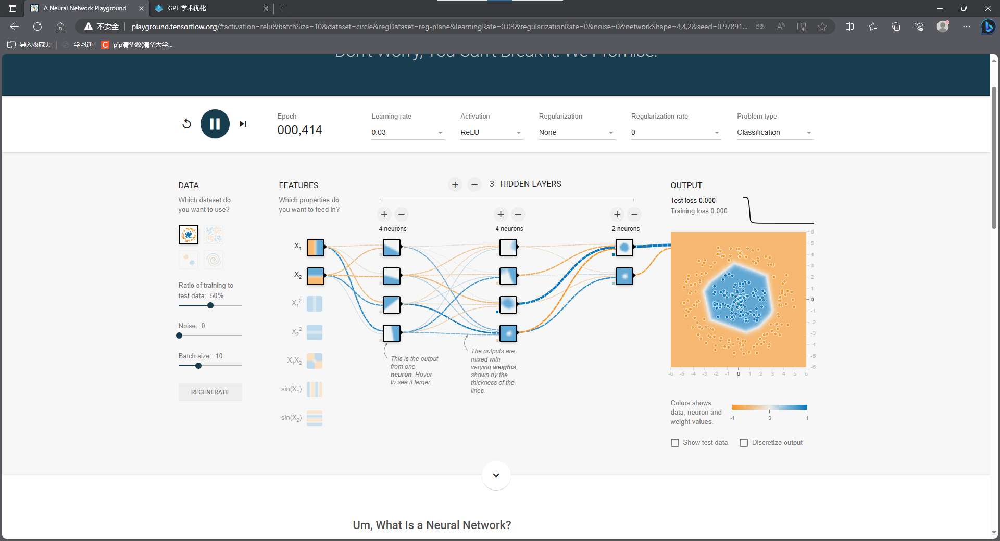 A Neural Network Playground
GPT 学术优化
不安全
playground.tensorflow.org/#activation=relu&batchSize=10&dataset=circle&regDataset=reg-plane&learningRate=0.03&regularizationRate=0&noise=0&networkShape=4,4,2&seed=0.97891...
导入收藏夹
学习通
pip清华源(清华大学...
Don't Worry, You Can't Break It. We Promise.
Epoch
000,414
Learning rate
0.03
Activation
ReLU
Regularization
None
Regularization rate
0
Problem type
Classification
DATA
Which dataset do
you want to use?
Ratio of training to
test data: 50%
Noise: 0
Batch size: 10
REGENERATE
FEATURES
Which properties do
you want to feed in?
X1
X2
X1²
X2²
X1X2
sin(X1)
sin(X2)
+ − 3 HIDDEN LAYERS
+ −
4 neurons
+ −
4 neurons
+ −
2 neurons
This is the output
from one
neuron. Hover
to see it larger.
The outputs are
mixed with
varying weights,
shown by the
thickness of the
lines.
OUTPUT
Test loss 0.000
Training loss 0.000
6
5
4
3
2
1
0
-1
-2
-3
-4
-5
-6
-6 -5 -4 -3 -2 -1 0 1 2 3 4 5 6
Colors shows
data, neuron and
weight values.
-1 0 1
Show test data
Discretize output
Um, What Is a Neural Network?